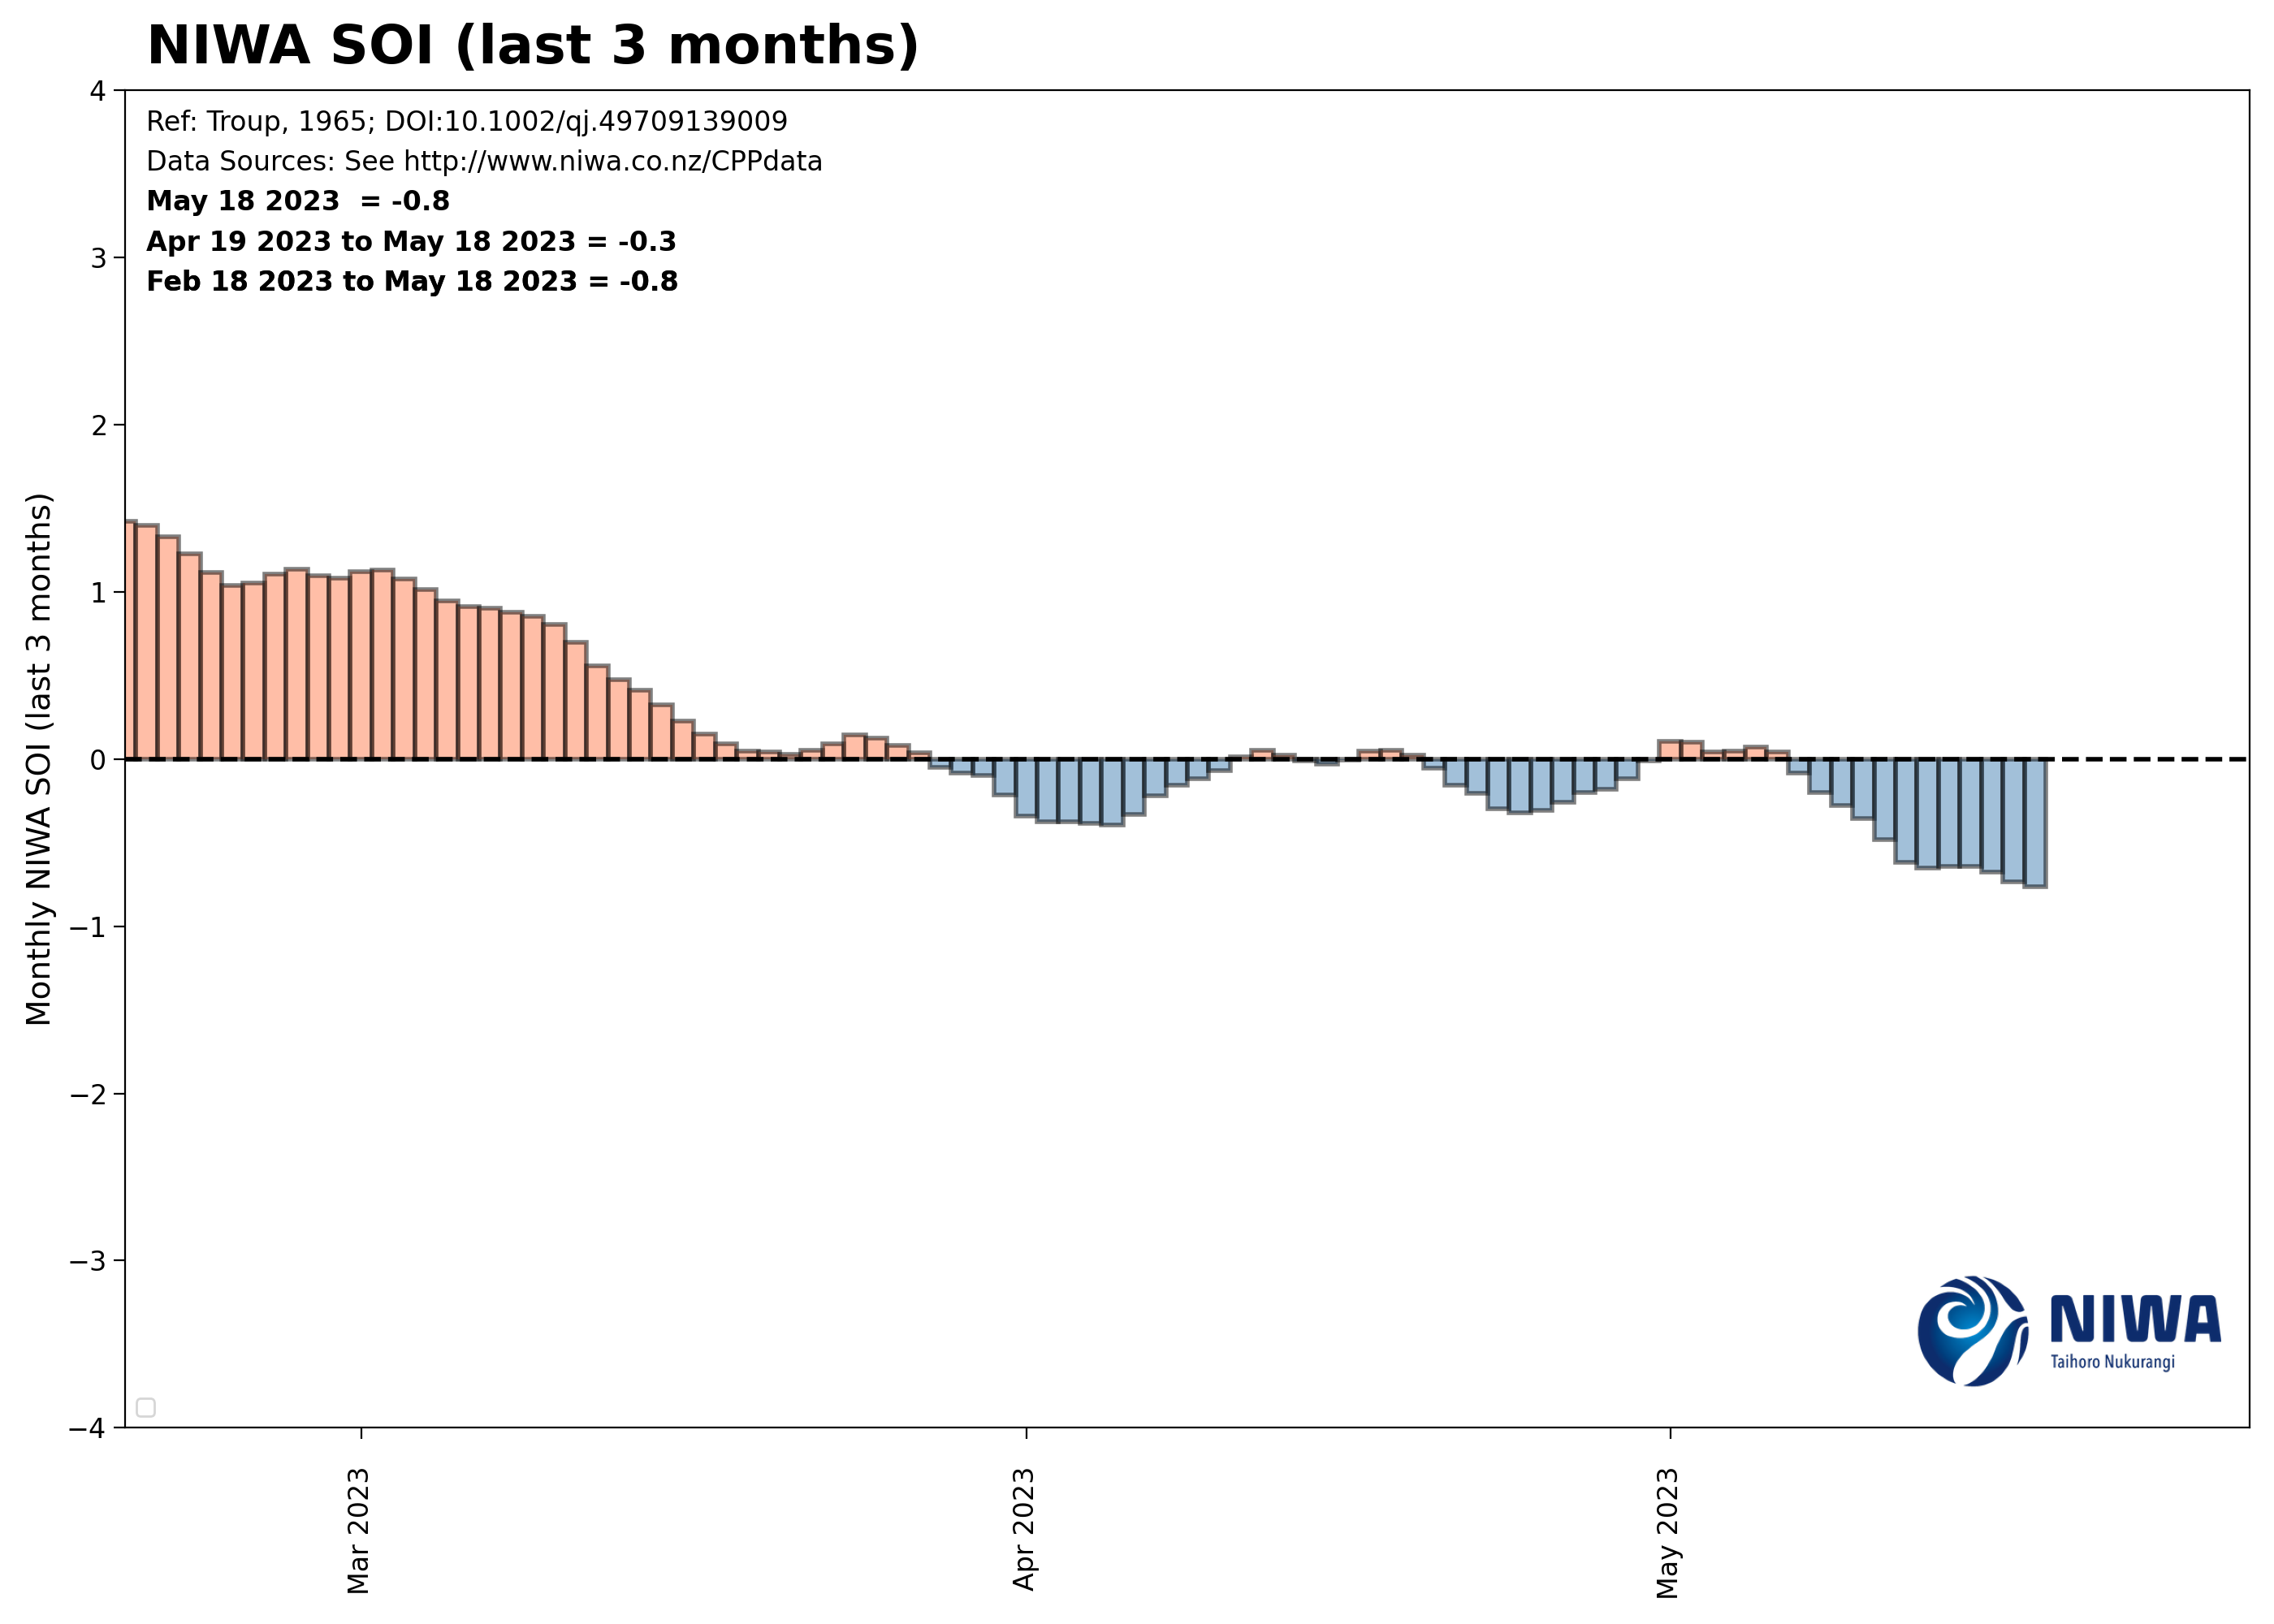 NIWA SOI (last 3 months)
Ref: Troup, 1965; DOI:10.1002/qj.49709139009
Data Sources: See http://www.niwa.co.nz/CPPdata
May 18 2023  = -0.8
Apr 19 2023 to May 18 2023 = -0.3
Feb 18 2023 to May 18 2023 = -0.8
Monthly NIWA SOI (last 3 months)
4
3
2
1
0
−1
−2
−3
−4
Mar 2023
Apr 2023
May 2023
NIWA
Taihoro Nukurangi